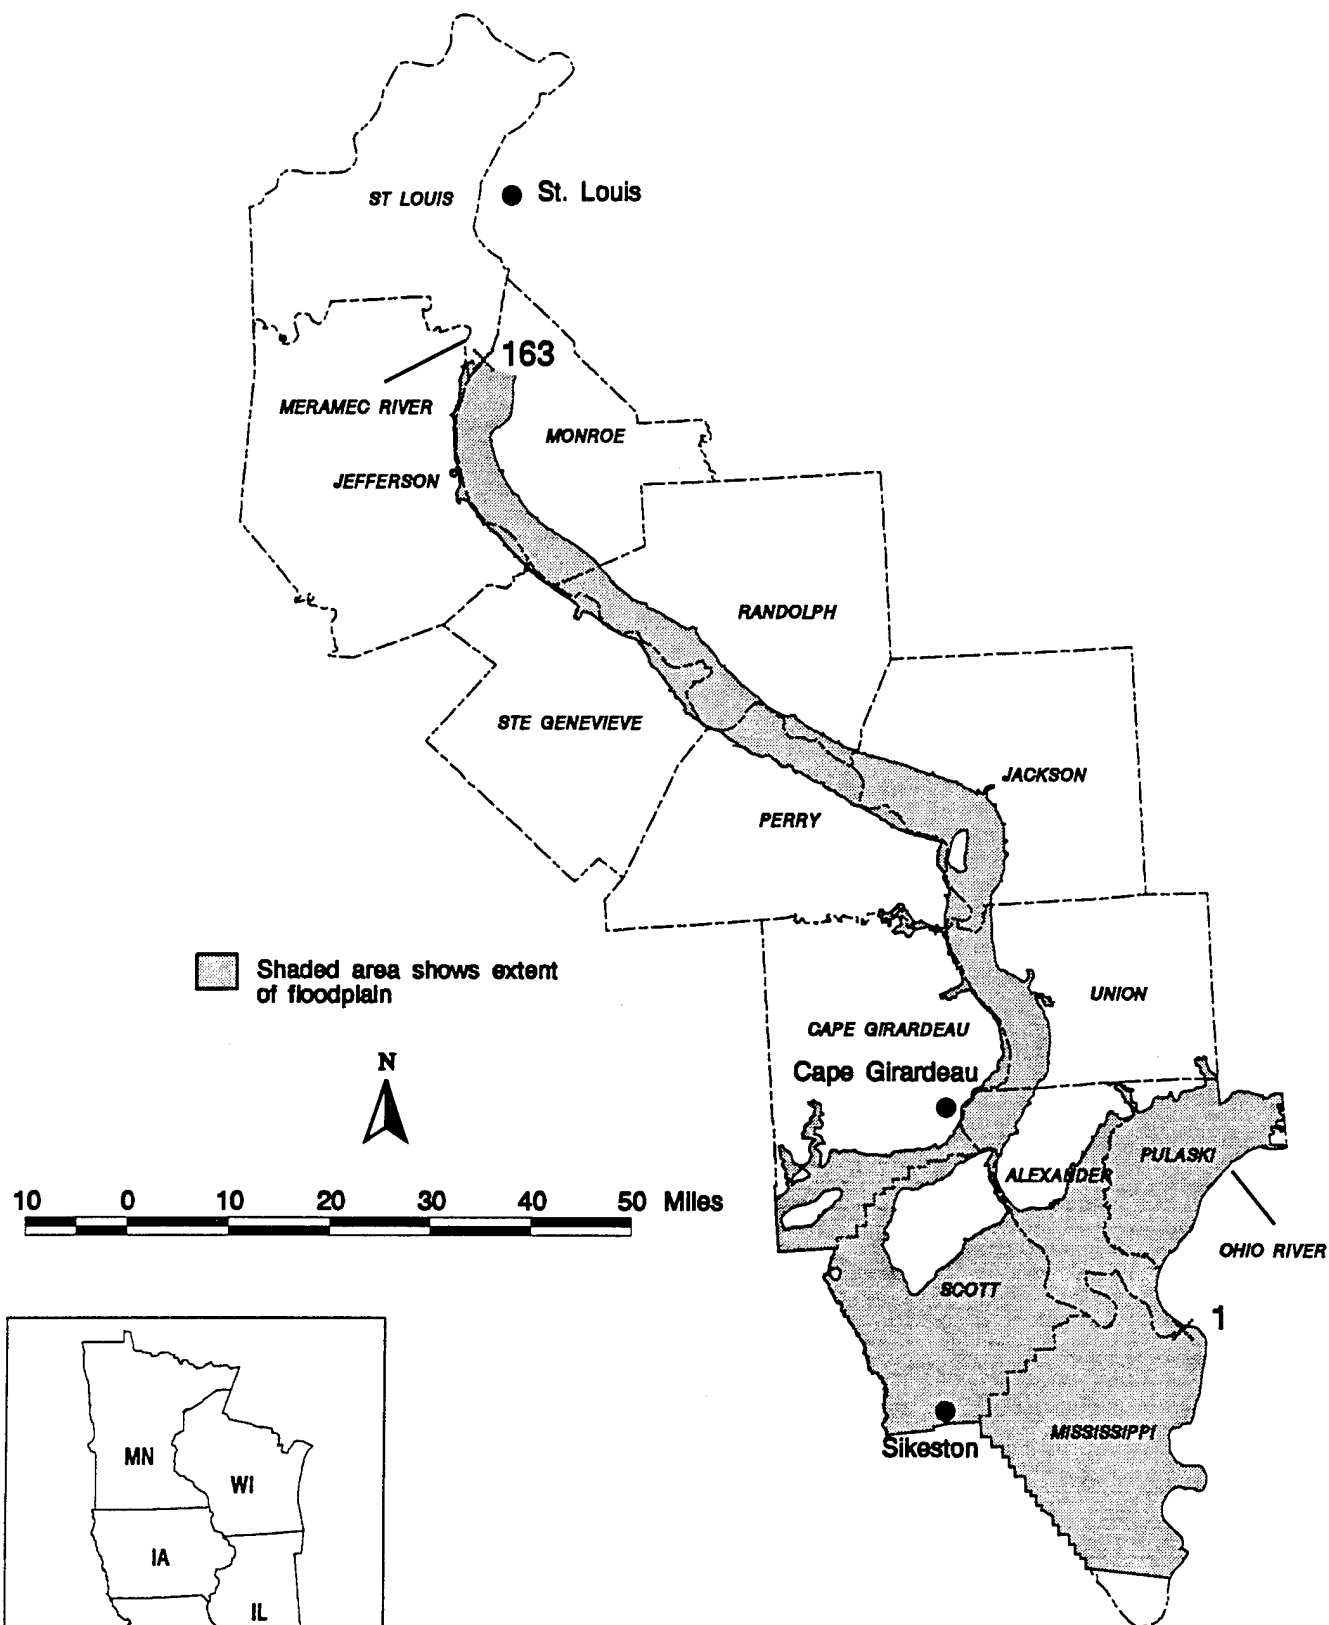 ST LOUIS
St. Louis
163
MERAMEC RIVER
MONROE
JEFFERSON
RANDOLPH
STE GENEVIEVE
JACKSON
PERRY
Shaded area shows extent
of floodplain
UNION
CAPE GIRARDEAU
N
Cape Girardeau
PULASKI
ALEXANDER
10 0 10 20 30 40 50 Miles
OHIO RIVER
SCOTT
1
MISSISSIPPI
Sikeston
MN
WI
IA
IL